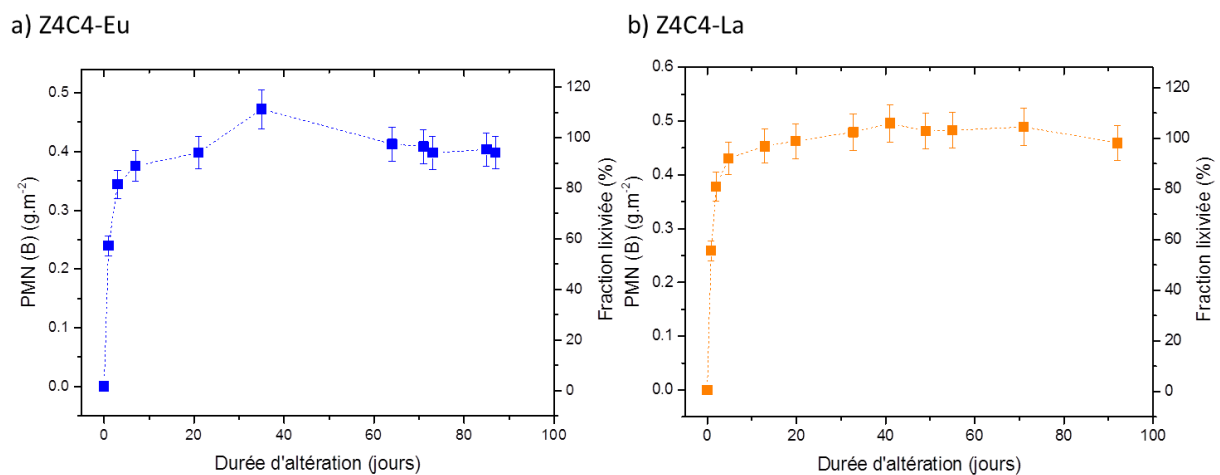 a) Z4C4-Eu
PMN (B) (g.m-2)
0.5
0.4
0.3
0.2
0.1
0.0
120
100
80
60
40
20
0
Fraction lixiviée (%)
0 20 40 60 80 100
Durée d'altération (jours)
b) Z4C4-La
PMN (B) (g.m-2)
0.6
0.5
0.4
0.3
0.2
0.1
0.0
120
100
80
60
40
20
0
Fraction lixiviée (%)
0 20 40 60 80 100
Durée d'altération (jours)